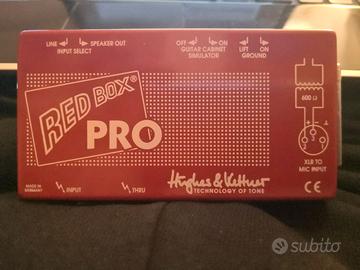 LINE SPEAKER OUT
INPUT SELECT
OFF ON
GUITAR CABINET
SIMULATOR
LIFT ON
GROUND
RED BOX®
PRO
600 Ω
XLR TO
MIC INPUT
MADE IN
GERMANY
INPUT
THRU
Hughes & Kettner
TECHNOLOGY OF TONE
CE
subito